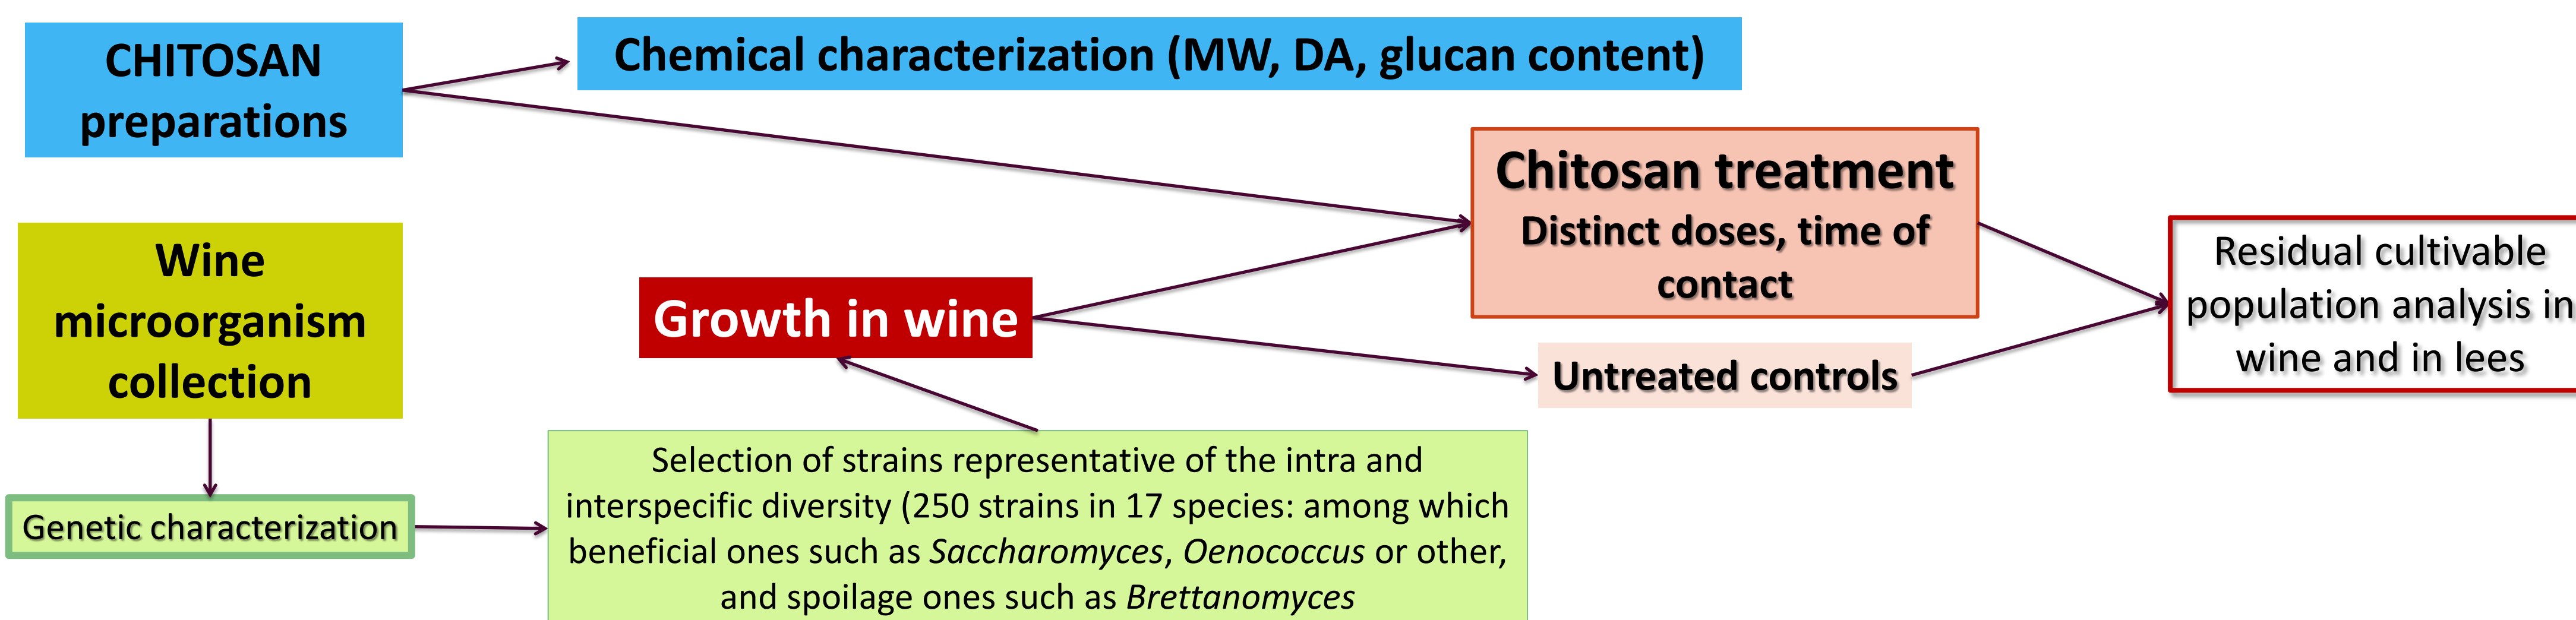 CHITOSAN
preparations
Chemical characterization (MW, DA, glucan content)
Chitosan treatment
Distinct doses, time of
contact
Wine
microorganism
collection
Growth in wine
Untreated controls
Residual cultivable
population analysis in
wine and in lees
Genetic characterization
Selection of strains representative of the intra and
interspecific diversity (250 strains in 17 species: among which
beneficial ones such as Saccharomyces, Oenococcus or other,
and spoilage ones such as Brettanomyces